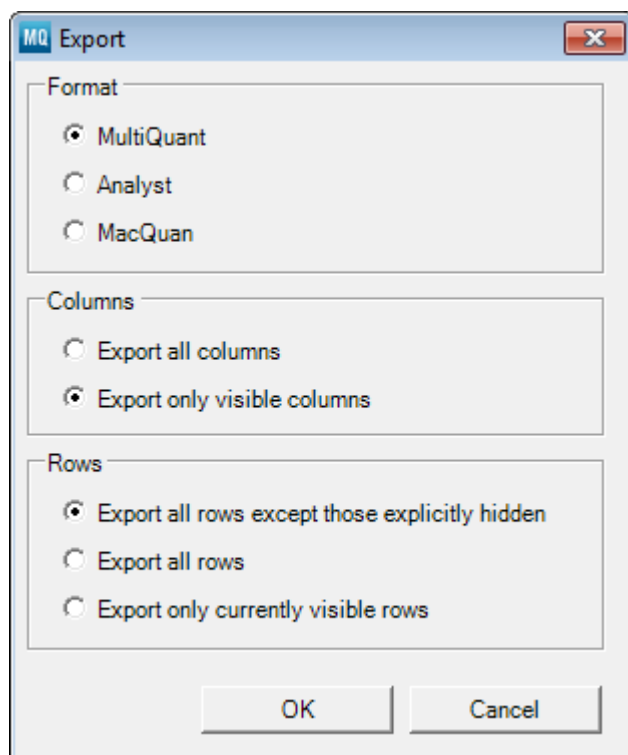 MQ Export
Format
MultiQuant
Analyst
MacQuan
Columns
Export all columns
Export only visible columns
Rows
Export all rows except those explicitly hidden
Export all rows
Export only currently visible rows
OK Cancel